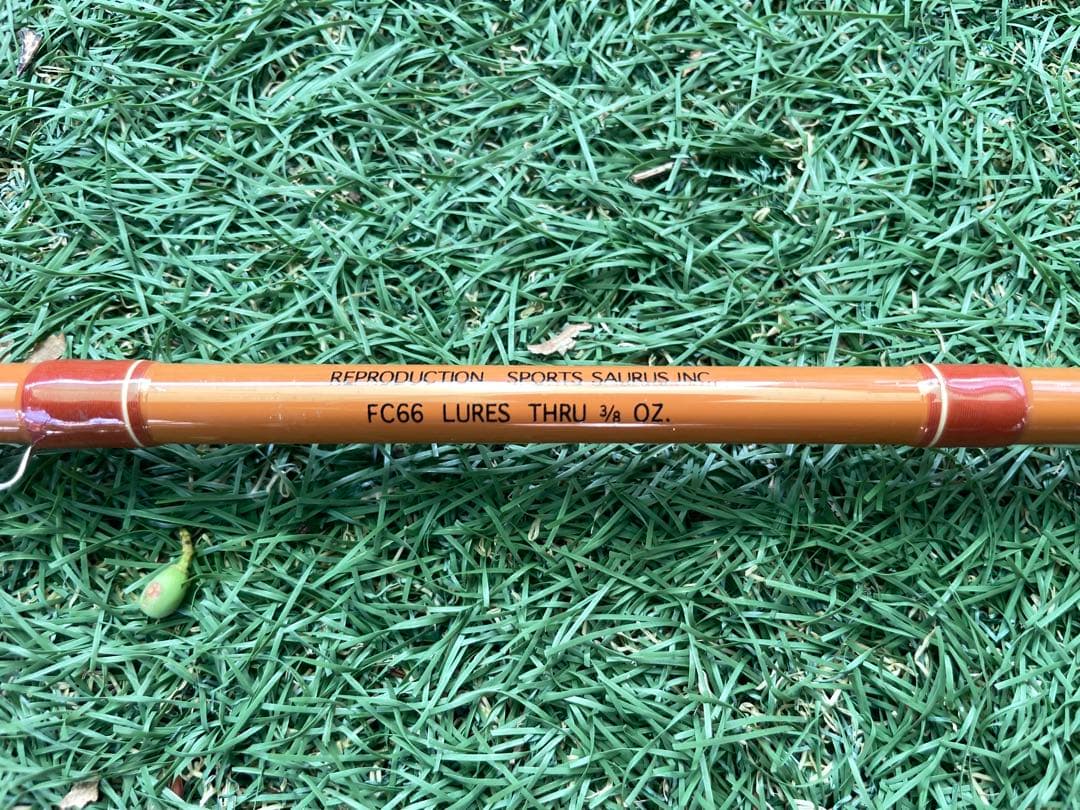 REPRODUCTION SPORTS SAURUS INC.
FC66 LURES THRU 3/8 OZ.